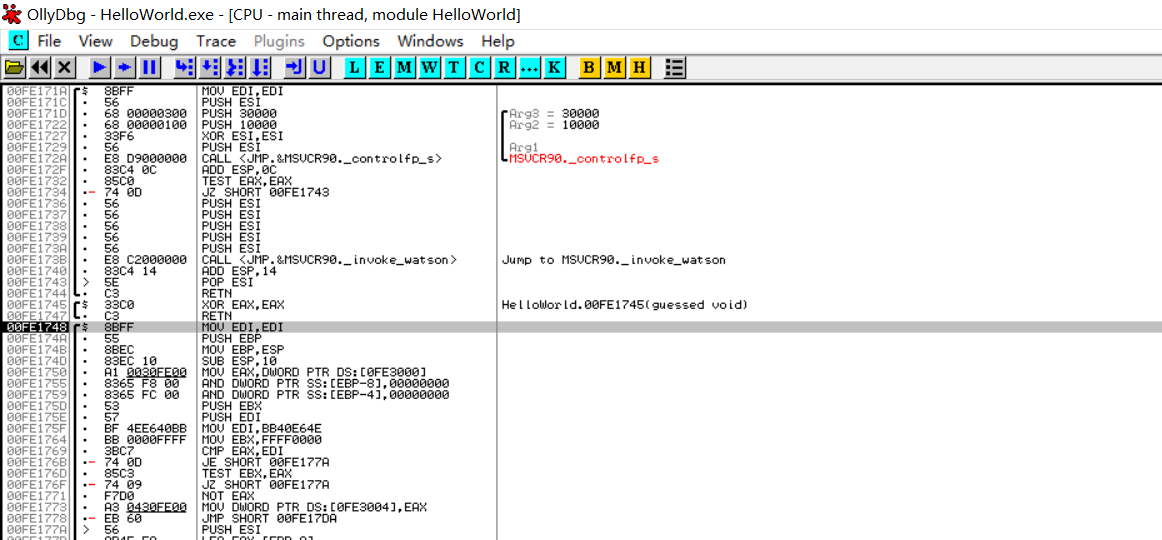 OllyDbg - HelloWorld.exe - [CPU - main thread, module HelloWorld]
C File View Debug Trace Plugins Options Windows Help
L E M W T C R ... K B M H
00FE171A $ 8BFF MOV EDI,EDI
00FE171C · 56 PUSH ESI
00FE171D · 68 00000300 PUSH 30000 Arg3 = 30000
00FE1722 · 68 00000100 PUSH 10000 Arg2 = 10000
00FE1727 · 33F6 XOR ESI,ESI
00FE1729 · 56 PUSH ESI Arg1
00FE172A · E8 D9000000 CALL <JMP.&MSVCR90._controlfp_s> MSVCR90._controlfp_s
00FE172F · 83C4 0C ADD ESP,0C
00FE1732 · 85C0 TEST EAX,EAX
00FE1734 ·- 74 0D JZ SHORT 00FE1743
00FE1736 · 56 PUSH ESI
00FE1737 · 56 PUSH ESI
00FE1738 · 56 PUSH ESI
00FE1739 · 56 PUSH ESI
00FE173A · 56 PUSH ESI
00FE173B · E8 C2000000 CALL <JMP.&MSVCR90._invoke_watson> Jump to MSVCR90._invoke_watson
00FE1740 · 83C4 14 ADD ESP,14
00FE1743 > 5E POP ESI
00FE1744 · C3 RETN
00FE1745 $ 33C0 XOR EAX,EAX HelloWorld.00FE1745(guessed void)
00FE1747 · C3 RETN
00FE1748 $ 8BFF MOV EDI,EDI
00FE174A · 55 PUSH EBP
00FE174B · 8BEC MOV EBP,ESP
00FE174D · 83EC 10 SUB ESP,10
00FE1750 · A1 0030FE00 MOV EAX,DWORD PTR DS:[0FE3000]
00FE1755 · 8365 F8 00 AND DWORD PTR SS:[EBP-8],00000000
00FE1759 · 8365 FC 00 AND DWORD PTR SS:[EBP-4],00000000
00FE175D · 53 PUSH EBX
00FE175E · 57 PUSH EDI
00FE175F · BF 4EE640BB MOV EDI,BB40E64E
00FE1764 · BB 0000FFFF MOV EBX,FFFF0000
00FE1769 · 3BC7 CMP EAX,EDI
00FE176B ·- 74 0D JE SHORT 00FE177A
00FE176D · 85C3 TEST EBX,EAX
00FE176F ·- 74 09 JZ SHORT 00FE177A
00FE1771 · F7D0 NOT EAX
00FE1773 · A3 0430FE00 MOV DWORD PTR DS:[0FE3004],EAX
00FE1778 ·- EB 60 JMP SHORT 00FE17DA
00FE177A > 56 PUSH ESI